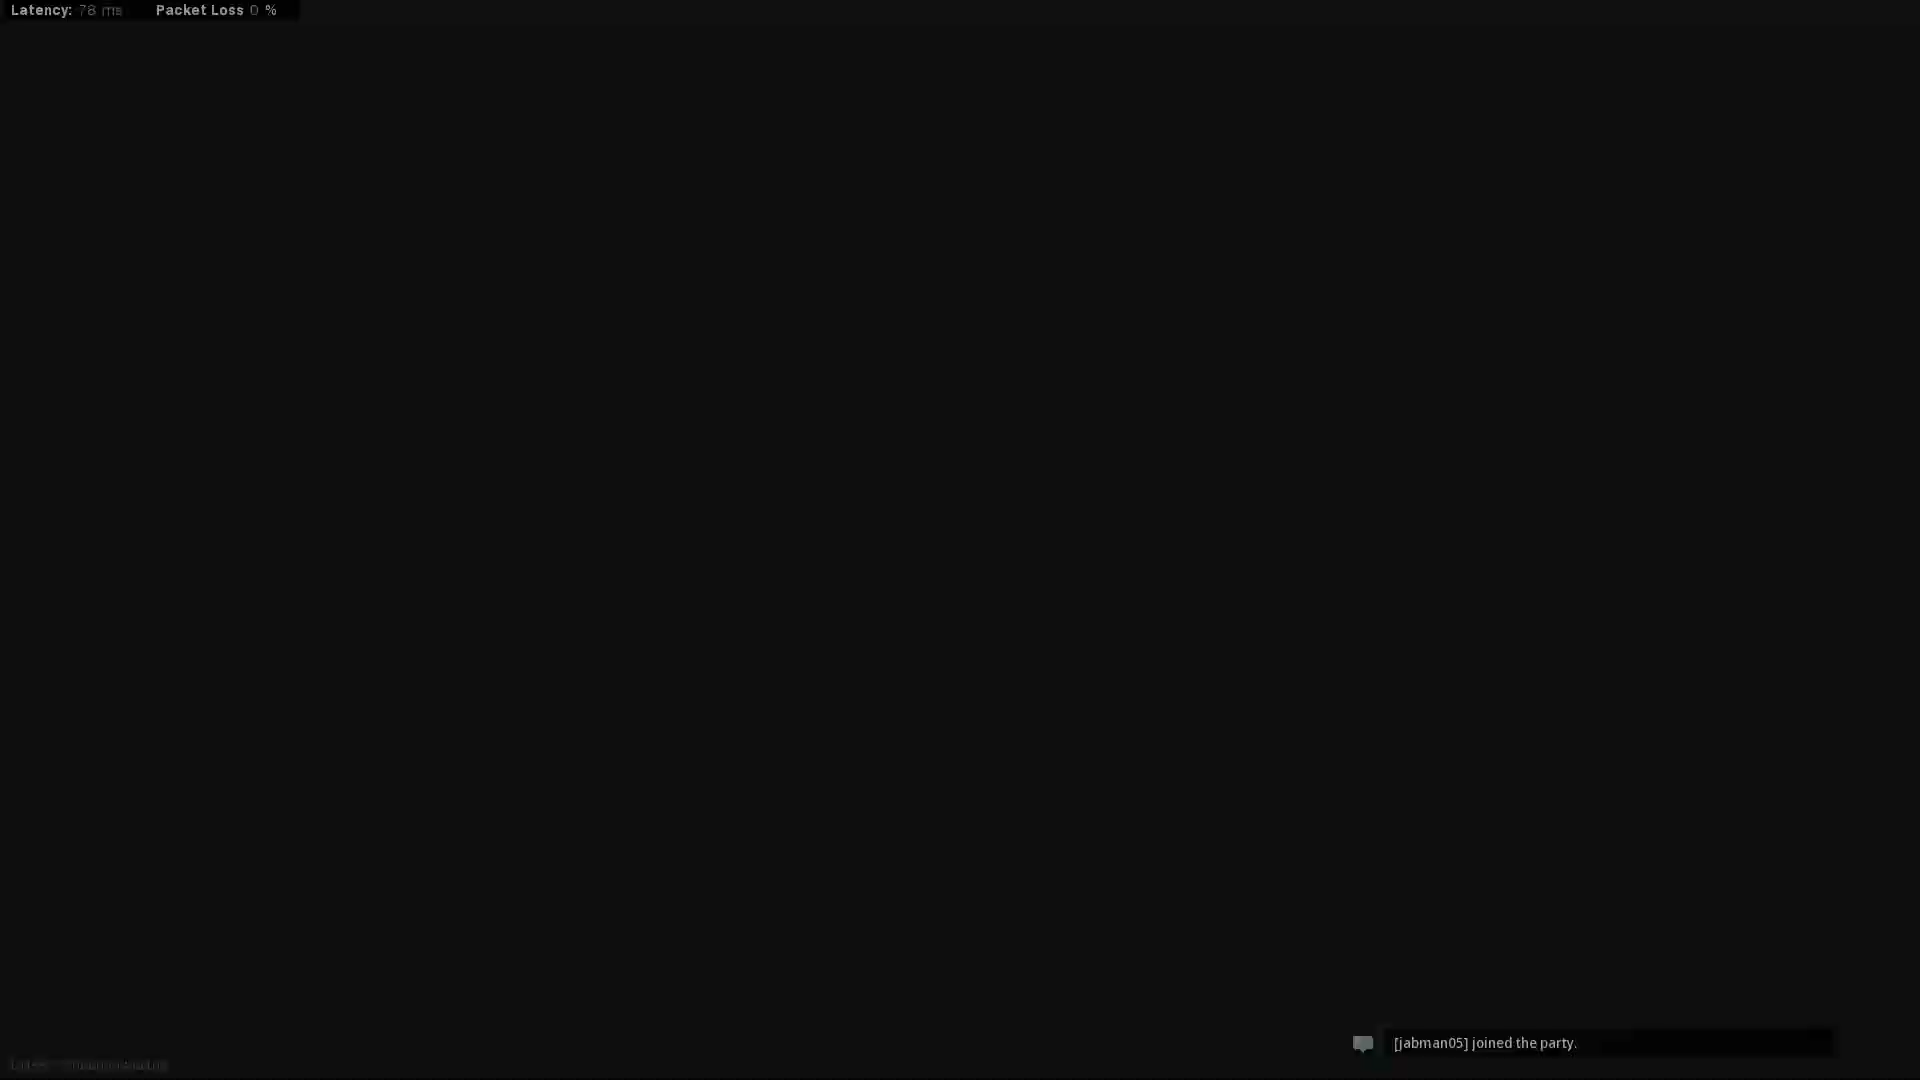 Latency: 78 ms Packet Loss 0 %
[jabman05] joined the party.